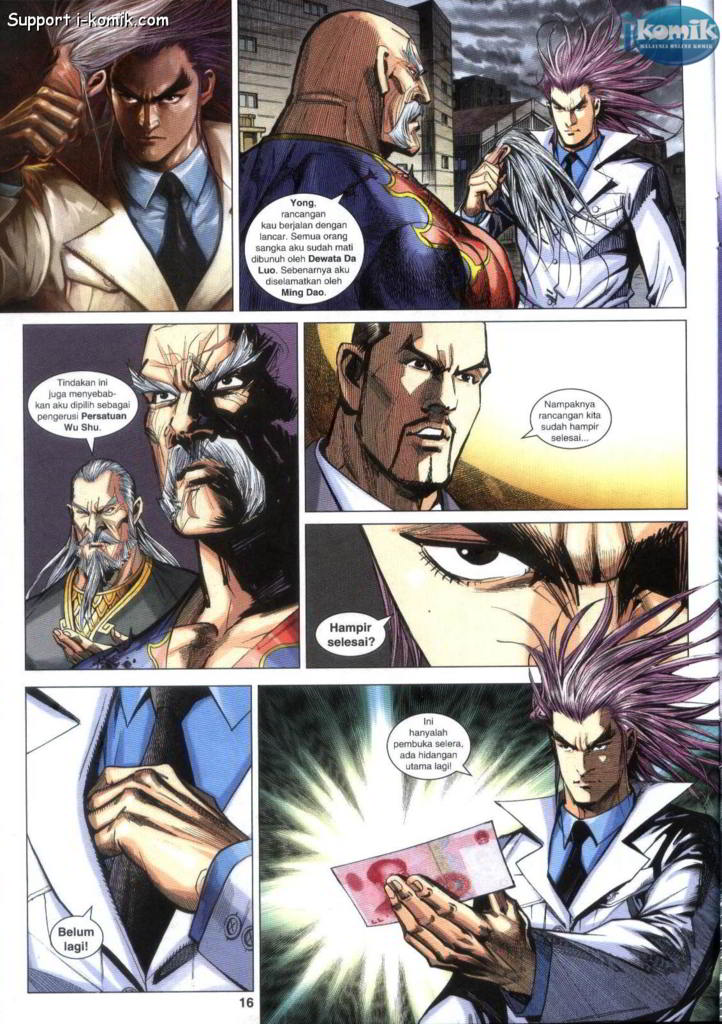 Support i-komik.com
ikomik
MALAYSIA ONLINE KOMIK
Yong,
rancangan
kau berjalan dengan
lancar. Semua orang
sangka aku sudah mati
dibunuh oleh Dewata Da
Luo. Sebenarnya aku
diselamatkan oleh
Ming Dao.
Tindakan ini
juga menyebab-
kan aku dipilih sebagai
pengerusi Persatuan
Wu Shu.
Nampaknya
rancangan kita
sudah hampir
selesai...
Hampir
selesai?
Belum
lagi!
Ini
hanyalah
pembuka selera,
ada hidangan
utama lagi!
16